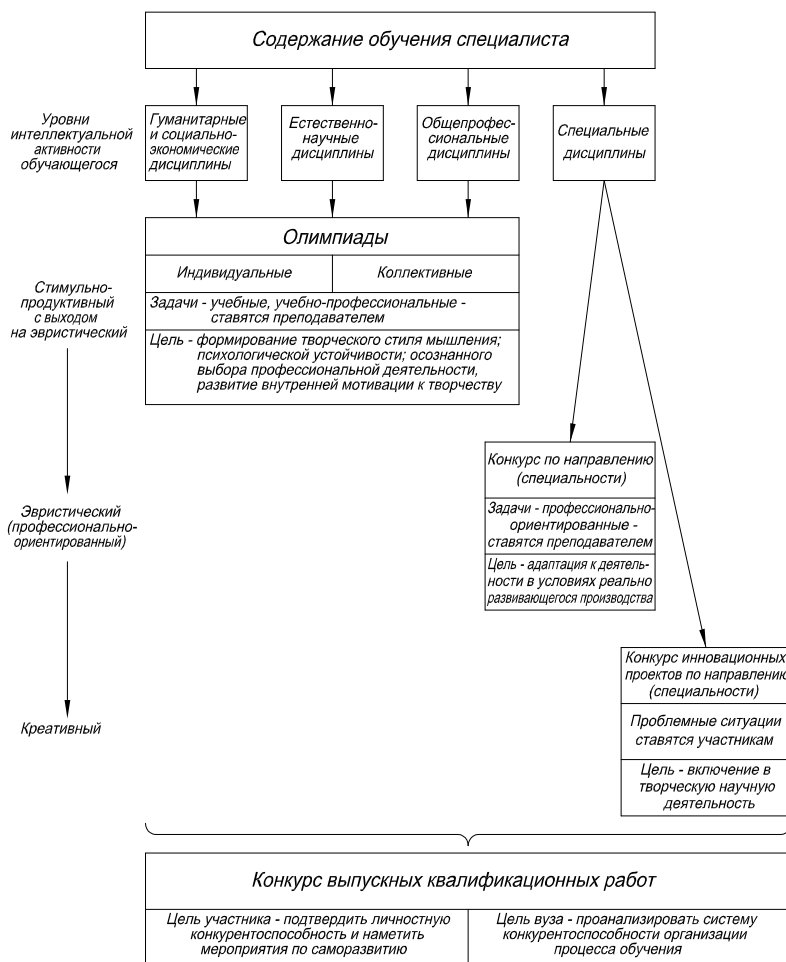 Содержание обучения специалиста
Уровни
интеллектуальной
активности
обучающегося
Гуманитарные
и социально-
экономические
дисциплины
Естественно-
научные
дисциплины
Общепрофес-
сиональные
дисциплины
Специальные
дисциплины
Олимпиады
Индивидуальные
Коллективные
Задачи - учебные, учебно-профессиональные -
ставятся преподавателем
Цель - формирование творческого стиля мышления;
психологической устойчивости; осознанного
выбора профессиональной деятельности,
развитие внутренней мотивации к творчеству
Стимульно-
продуктивный
с выходом
на эвристический
Конкурс по направлению
(специальности)
Задачи - профессионально-
ориентированные -
ставятся преподавателем
Цель - адаптация к деятель-
ности в условиях реально
развивающегося производства
Эвристический
(профессионально-
ориентированный)
Конкурс инновационных
проектов по направлению
(специальности)
Проблемные ситуации
ставятся участникам
Цель - включение в
творческую научную
деятельность
Креативный
Конкурс выпускных квалификационных работ
Цель участника - подтвердить личностную
конкурентоспособность и наметить
мероприятия по саморазвитию
Цель вуза - проанализировать систему
конкурентоспособности организации
процесса обучения